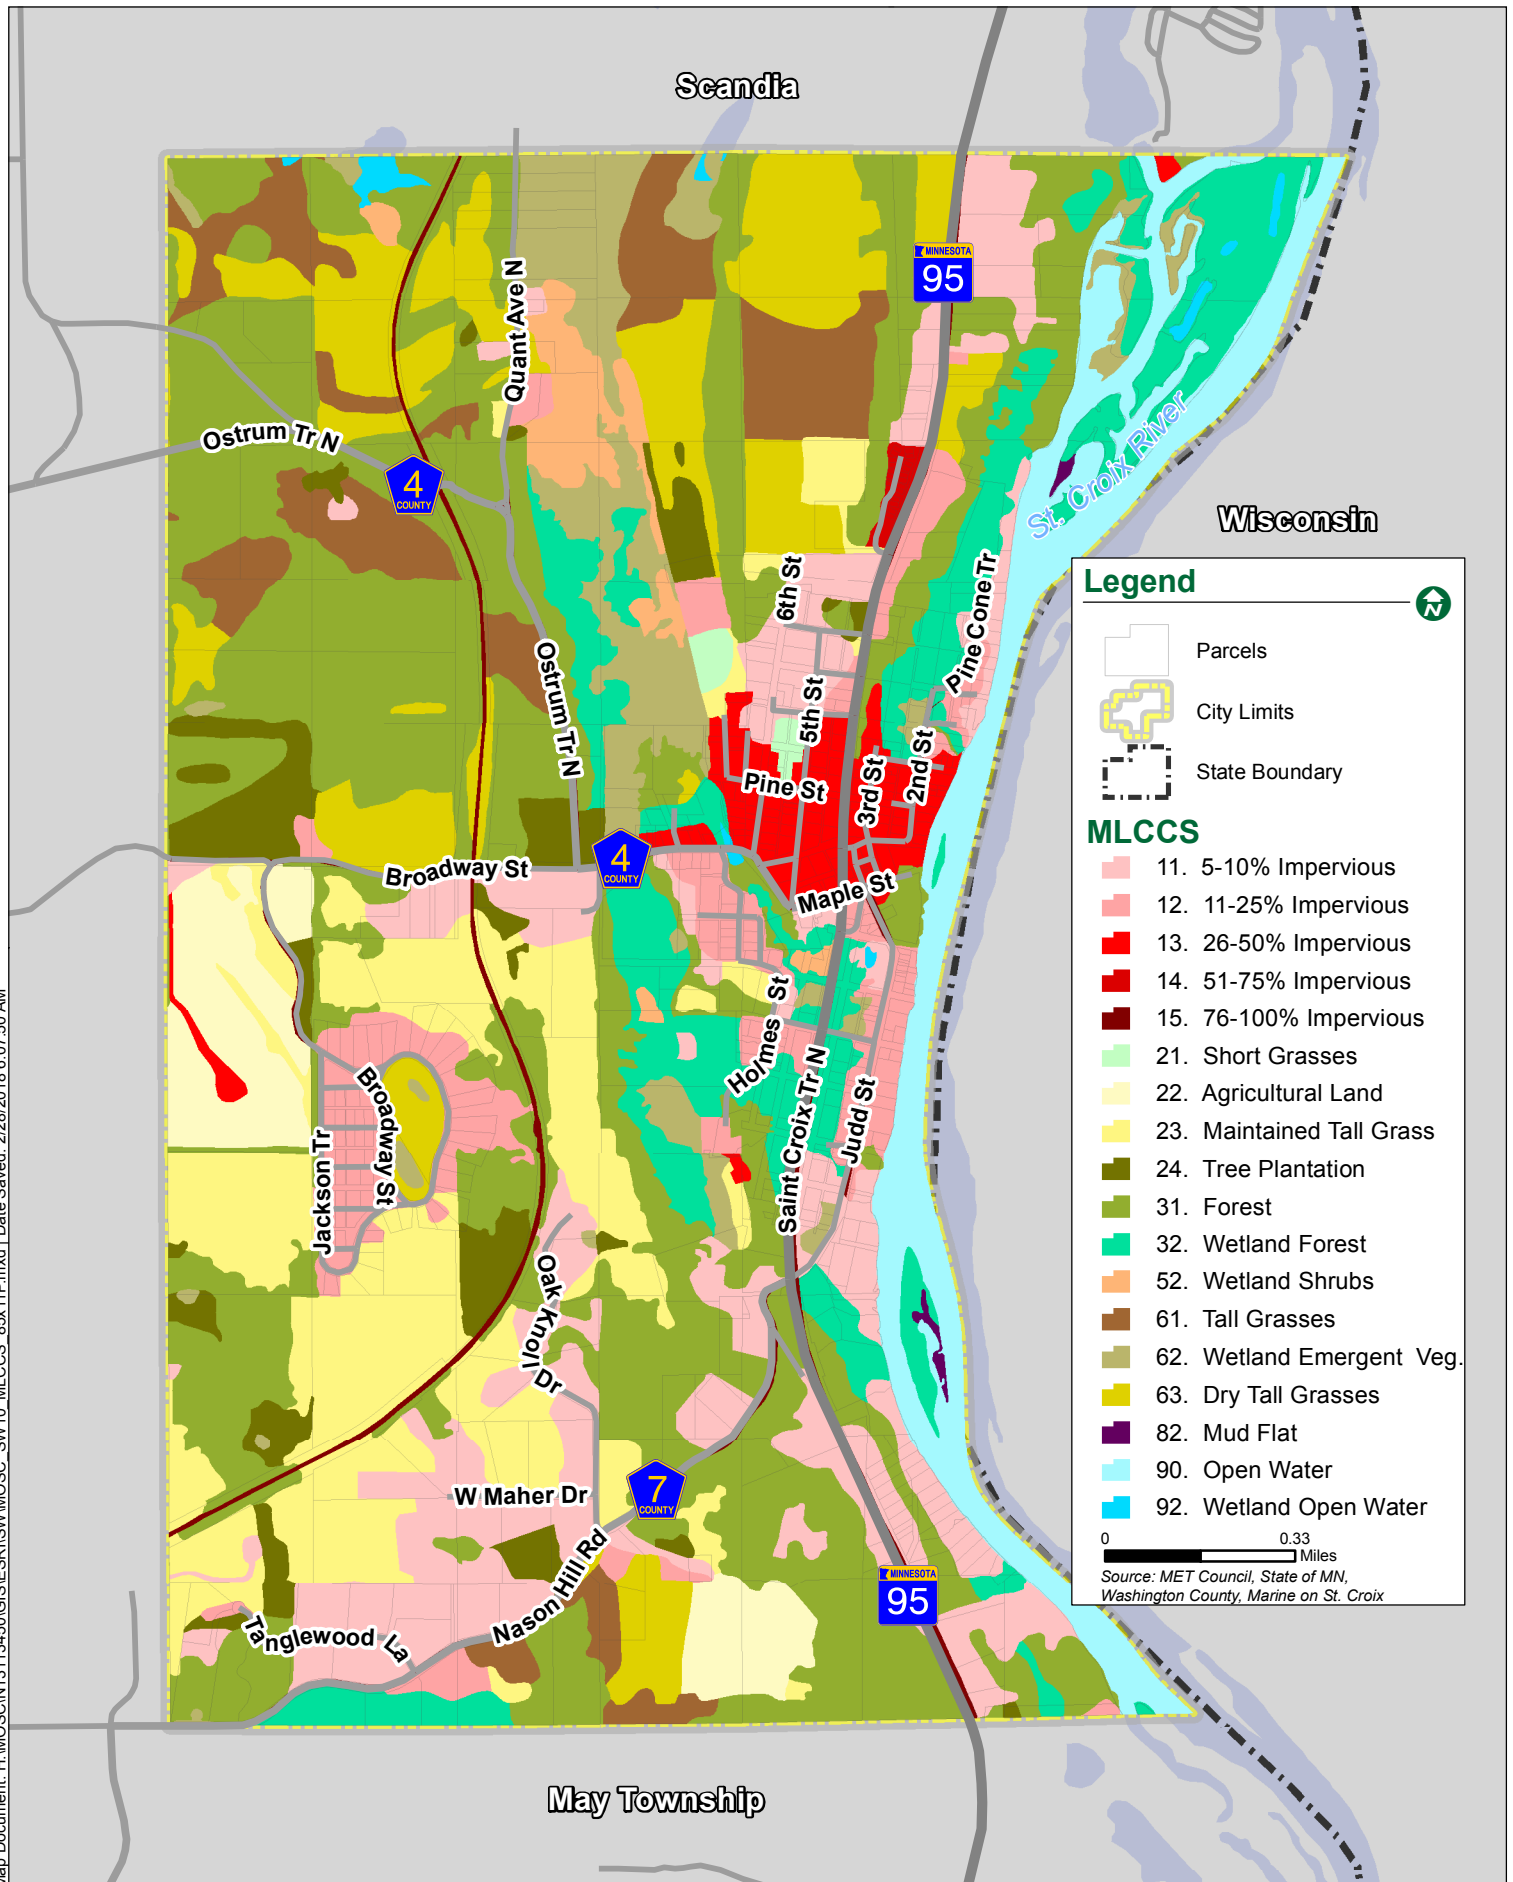 Scandia
MINNESOTA
95
Quant Ave N
Ostrum Tr N
4
COUNTY
St. Croix River
Wisconsin
6th St
Pine Cone Tr
Ostrum Tr N
5th St
Pine St
3rd St
2nd St
4
COUNTY
Broadway St
Maple St
Holmes St
Saint Croix Tr N
Judd St
Broadway St
Jackson Tr
Oak Knoll Dr
W Maher Dr
7
COUNTY
Nason Hill Rd
Tanglewood La
MINNESOTA
95
May Township
Legend
N
Parcels
City Limits
State Boundary
MLCCS
11. 5-10% Impervious
12. 11-25% Impervious
13. 26-50% Impervious
14. 51-75% Impervious
15. 76-100% Impervious
21. Short Grasses
22. Agricultural Land
23. Maintained Tall Grass
24. Tree Plantation
31. Forest
32. Wetland Forest
52. Wetland Shrubs
61. Tall Grasses
62. Wetland Emergent Veg.
63. Dry Tall Grasses
82. Mud Flat
90. Open Water
92. Wetland Open Water
0 0.33
Miles
Source: MET Council, State of MN,
Washington County, Marine on St. Croix